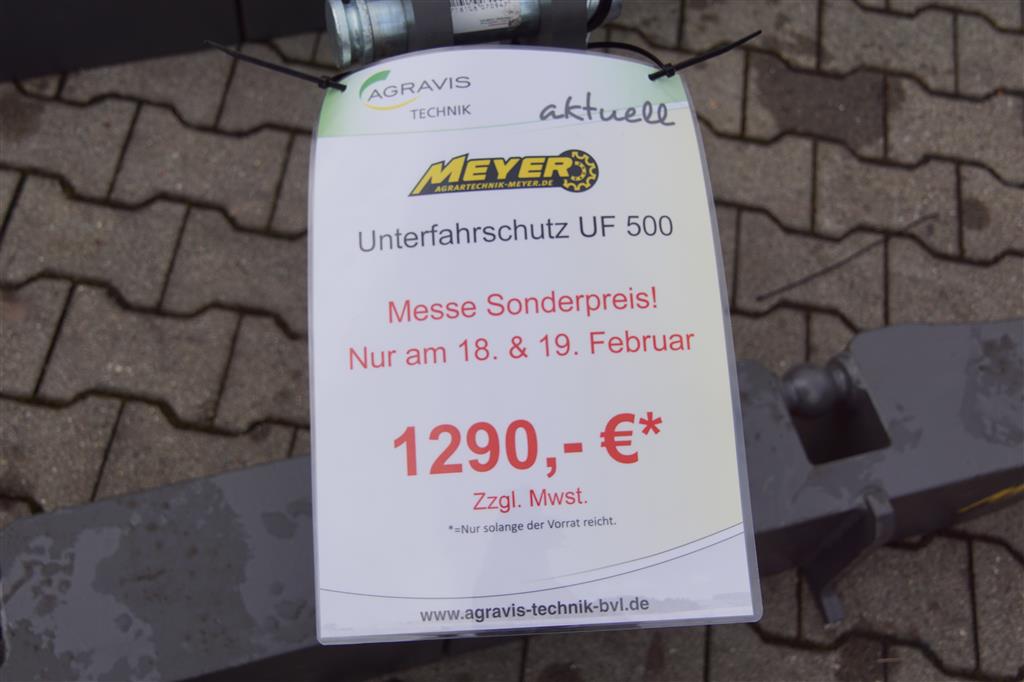 AGRAVIS
TECHNIK
aktuell
MEYER
AGRARTECHNIK-MEYER.DE
Unterfahrschutz UF 500
Messe Sonderpreis!
Nur am 18. & 19. Februar
1290,- €*
Zzgl. Mwst.
*=Nur solange der Vorrat reicht.
www.agravis-technik-bvl.de